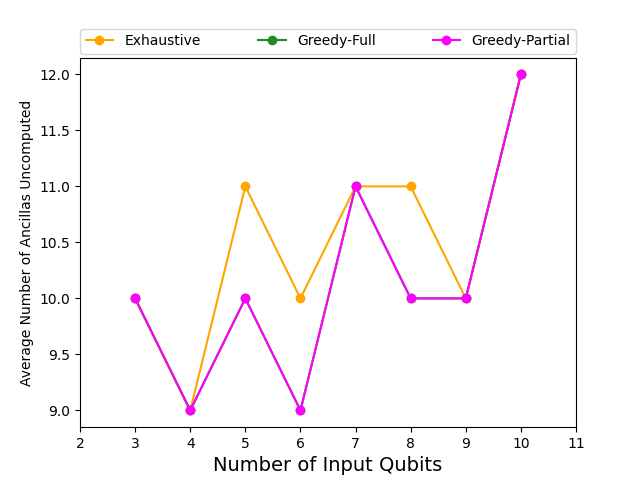 Exhaustive Greedy-Full Greedy-Partial
Average Number of Ancillas Uncomputed
12.0
11.5
11.0
10.5
10.0
9.5
9.0
2 3 4 5 6 7 8 9 10 11
Number of Input Qubits